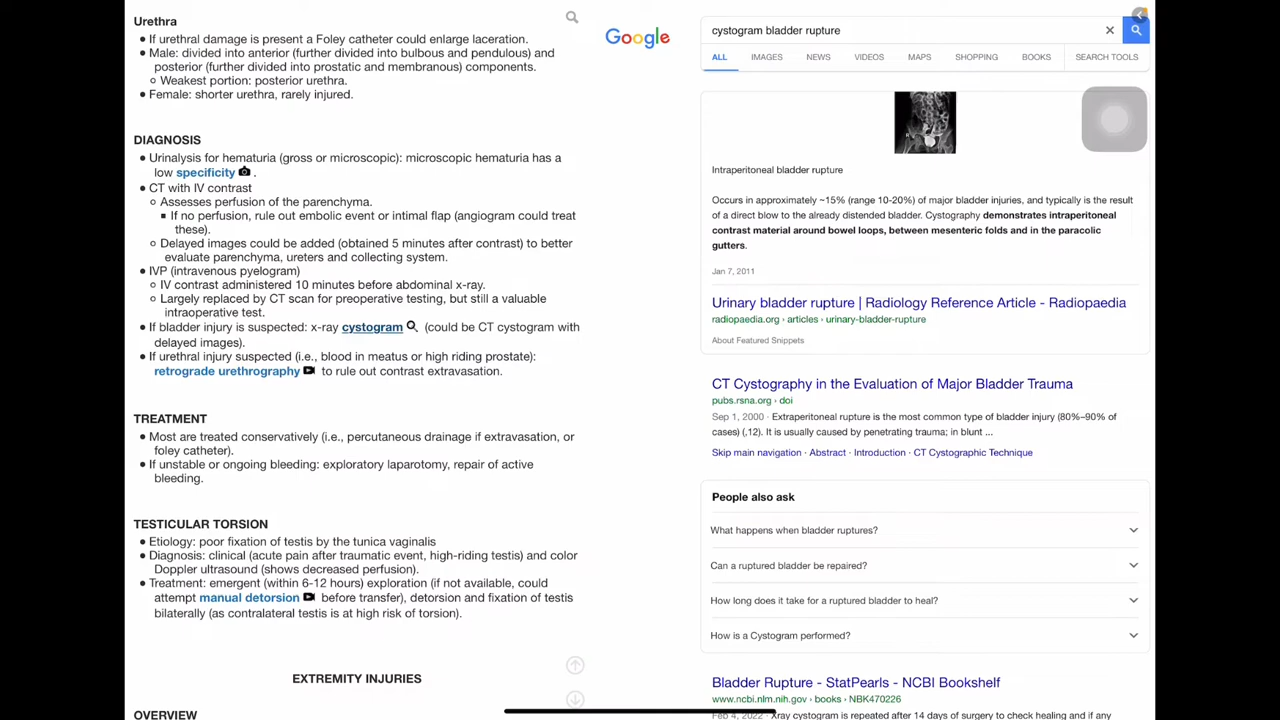 Urethra
• If urethral damage is present a Foley catheter could enlarge laceration.
• Male: divided into anterior (further divided into bulbous and pendulous) and
posterior (further divided into prostatic and membranous) components.
Weakest portion: posterior urethra.
• Female: shorter urethra, rarely injured.
DIAGNOSIS
• Urinalysis for hematuria (gross or microscopic): microscopic hematuria has a
low specificity .
• CT with IV contrast
Assesses perfusion of the parenchyma.
▪ If no perfusion, rule out embolic event or intimal flap (angiogram could treat
these).
Delayed images could be added (obtained 5 minutes after contrast) to better
evaluate parenchyma, ureters and collecting system.
• IVP (intravenous pyelogram)
IV contrast administered 10 minutes before abdominal x-ray.
Largely replaced by CT scan for preoperative testing, but still a valuable
intraoperative test.
• If bladder injury is suspected: x-ray cystogram (could be CT cystogram with
delayed images).
• If urethral injury suspected (i.e., blood in meatus or high riding prostate):
retrograde urethrography to rule out contrast extravasation.
TREATMENT
• Most are treated conservatively (i.e., percutaneous drainage if extravasation, or
foley catheter).
• If unstable or ongoing bleeding: exploratory laparotomy, repair of active
bleeding.
TESTICULAR TORSION
• Etiology: poor fixation of testis by the tunica vaginalis
• Diagnosis: clinical (acute pain after traumatic event, high-riding testis) and color
Doppler ultrasound (shows decreased perfusion).
• Treatment: emergent (within 6-12 hours) exploration (if not available, could
attempt manual detorsion before transfer), detorsion and fixation of testis
bilaterally (as contralateral testis is at high risk of torsion).
EXTREMITY INJURIES
OVERVIEW
Google
cystogram bladder rupture
ALL IMAGES NEWS VIDEOS MAPS SHOPPING BOOKS SEARCH TOOLS
Intraperitoneal bladder rupture
Occurs in approximately ~15% (range 10-20%) of major bladder injuries, and typically is the result
of a direct blow to the already distended bladder. Cystography demonstrates intraperitoneal
contrast material around bowel loops, between mesenteric folds and in the paracolic
gutters.
Jan 7, 2011
Urinary bladder rupture | Radiology Reference Article - Radiopaedia
radiopaedia.org › articles › urinary-bladder-rupture
About Featured Snippets
CT Cystography in the Evaluation of Major Bladder Trauma
pubs.rsna.org › doi
Sep 1, 2000 · Extraperitoneal rupture is the most common type of bladder injury (80%–90% of
cases) (,12). It is usually caused by penetrating trauma; in blunt ...
Skip main navigation · Abstract · Introduction · CT Cystographic Technique
People also ask
What happens when bladder ruptures?
Can a ruptured bladder be repaired?
How long does it take for a ruptured bladder to heal?
How is a Cystogram performed?
Bladder Rupture - StatPearls - NCBI Bookshelf
www.ncbi.nlm.nih.gov › books › NBK470226
Feb 4, 2022 · Xray cystogram is repeated after 14 days of surgery to check healing and if any